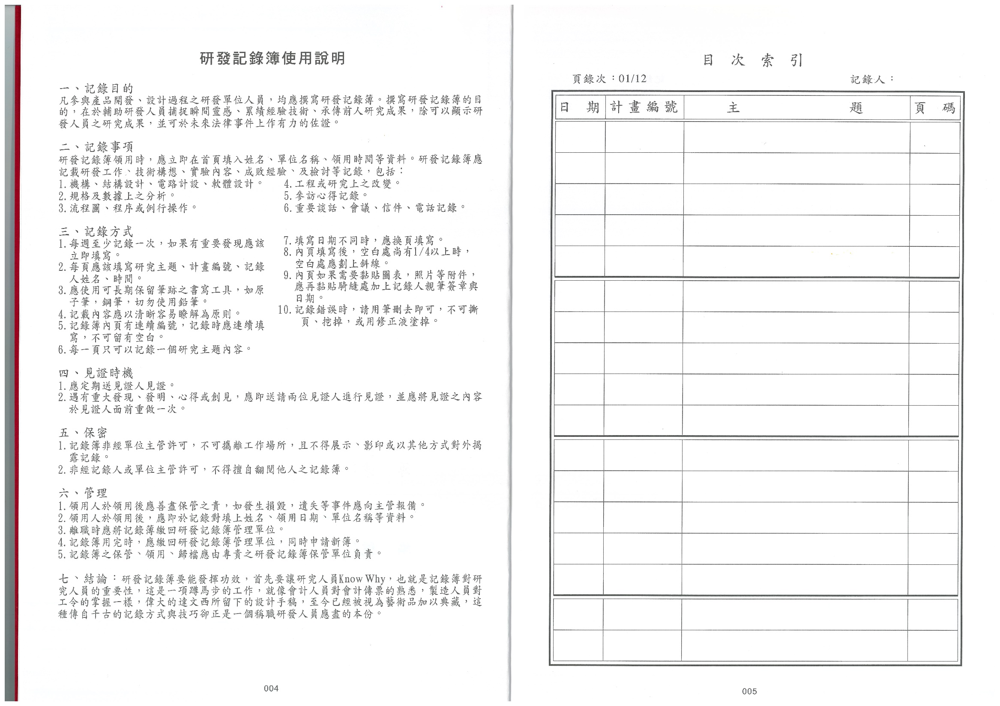 研發記錄簿使用說明
一、記錄目的
凡參與產品開發、設計過程之研發單位人員，均應撰寫研發記錄簿。撰寫研發記錄簿的目
的，在於輔助研發人員捕捉瞬間靈感、累績經驗技術、承傳前人研究成果，除可以顯示研
發人員之研究成果，並可於未來法律事件上作有力的佐證。
二、記錄事項
研發記錄簿領用時，應立即在首頁填入姓名、單位名稱、領用時間等資料。研發記錄簿應
記載研發工作、技術構想、實驗內容、成敗經驗、及檢討等記錄，包括：
1.機構、結構設計、電路計設、軟體設計。
2.規格及數據上之分析。
3.流程圖、程序或例行操作。
4.工程或研究上之改變。
5.參訪心得記錄。
6.重要談話、會議、信件、電話記錄。
三、記錄方式
1.每週至少記錄一次，如果有重要發現應該
立即填寫。
2.每頁應該填寫研究主題、計畫編號、記錄
人姓名、時間。
3.應使用可長期保留筆跡之書寫工具，如原
子筆，鋼筆，切勿使用鉛筆。
4.記載內容應以清晰容易瞭解為原則。
5.記錄簿內頁有連續編號，記錄時應連續填
寫，不可留有空白。
6.每一頁只可以記錄一個研究主題內容。
7.填寫日期不同時，應換頁填寫。
8.內頁填寫後，空白處尚有1/4以上時，
空白處應劃上斜線。
9.內頁如果需要黏貼圖表，照片等附件，
應再黏貼騎縫處加上記錄人親筆簽章與
日期。
10.記錄錯誤時，請用筆刪去即可，不可撕
頁、挖掉，或用修正液塗掉。
四、見證時機
1.應定期送見證人見證。
2.遇有重大發現、發明、心得或創見，應即送請兩位見證人進行見證，並應將見證之內容
於見證人面前重做一次。
五、保密
1.記錄簿非經單位主管許可，不可攜離工作場所，且不得展示、影印或以其他方式對外揭
露記錄。
2.非經記錄人或單位主管許可，不得擅自翻閱他人之記錄簿。
六、管理
1.領用人於領用後應善盡保管之責，如發生損毀，遺失等事件應向主管報備。
2.領用人於領用後，應即於記錄對填上姓名、領用日期、單位名稱等資料。
3.離職時應將記錄簿繳回研發記錄簿管理單位。
4.記錄簿用完時，應繳回研發記錄簿管理單位，同時申請新簿。
5.記錄簿之保管、領用、歸檔應由專責之研發記錄簿保管單位負責。
七、結論：研發記錄簿要能發揮功效，首先要讓研究人員Know Why，也就是記錄簿對研
究人員的重要性，這是一項蹲馬步的工作，就像會計人員對會計傳票的熟悉，製造人員對
工令的掌握一樣，偉大的達文西所留下的設計手稿，至今已經被視為藝術品加以典藏，這
種傳自千古的記錄方式與技巧卻正是一個稱職研發人員應盡的本份。
004
目次索引
頁錄次：01/12 記錄人：
日期 計畫編號 主題 頁碼
005